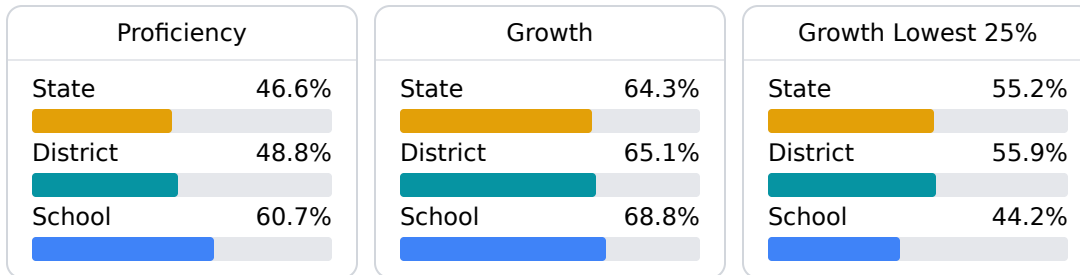 Proficiency
State 46.6%
District 48.8%
School 60.7%
Growth
State 64.3%
District 65.1%
School 68.8%
Growth Lowest 25%
State 55.2%
District 55.9%
School 44.2%